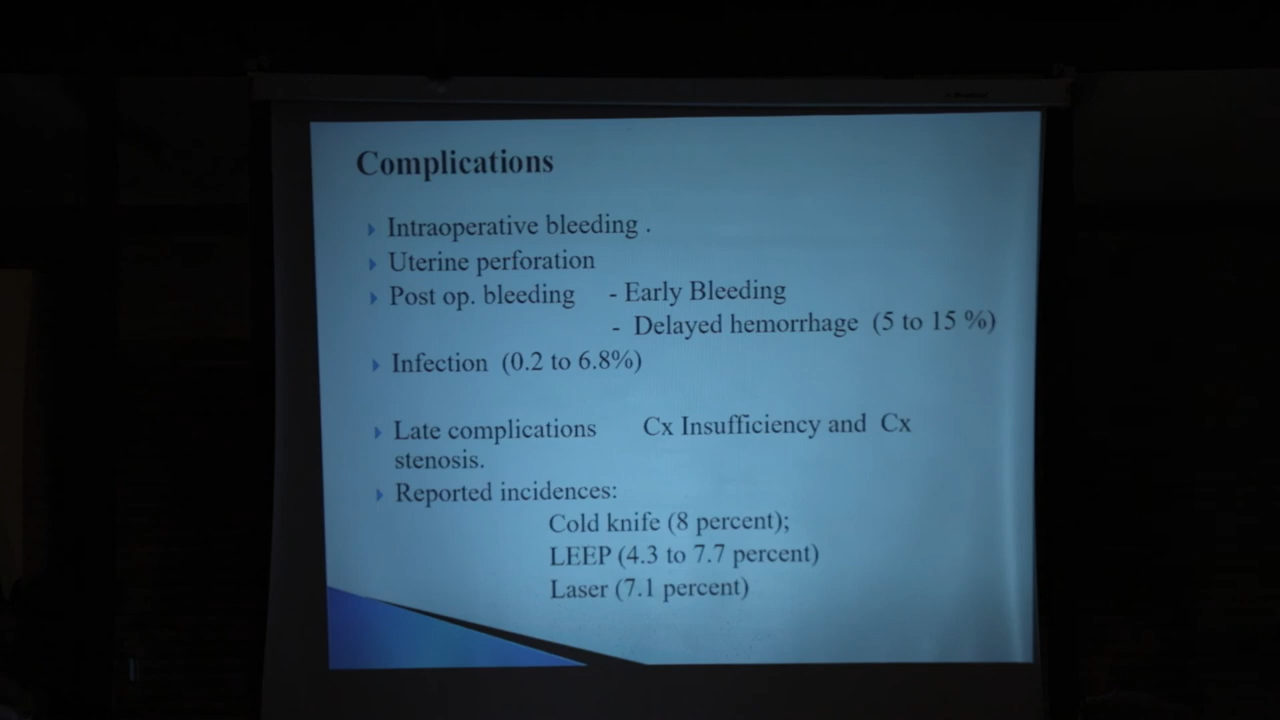 Complications
Intraoperative bleeding .
Uterine perforation
Post op. bleeding - Early Bleeding
- Delayed hemorrhage (5 to 15 %)
Infection (0.2 to 6.8%)
Late complications Cx Insufficiency and Cx
stenosis.
Reported incidences:
Cold knife (8 percent);
LEEP (4.3 to 7.7 percent)
Laser (7.1 percent)